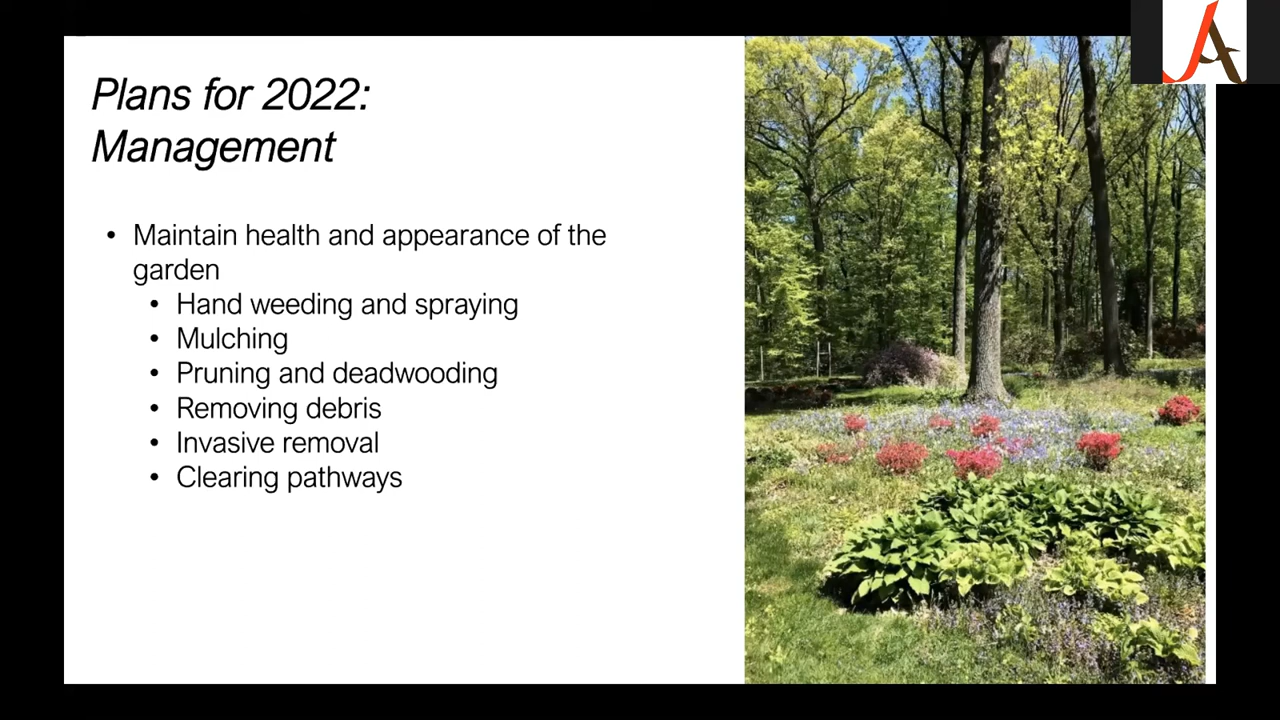 Plans for 2022:
Management
• Maintain health and appearance of the
garden
• Hand weeding and spraying
• Mulching
• Pruning and deadwooding
• Removing debris
• Invasive removal
• Clearing pathways